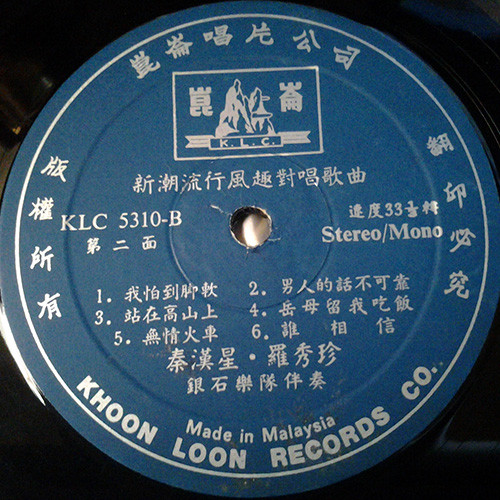 崑崙唱片公司
崑 崙
K.L.C.
新潮流行風趣對唱歌曲
KLC 5310-B
第二面
速度33⅓轉
Stereo/Mono
1. 我怕到脚軟
2. 男人的話不可靠
3. 站在高山上
4. 岳母留我吃飯
5. 無情火車
6. 誰相信
秦漢星·羅秀珍
銀石樂隊伴奏
Made in Malaysia
KHOON LOON RECORDS CO.
版權所有
翻印必究